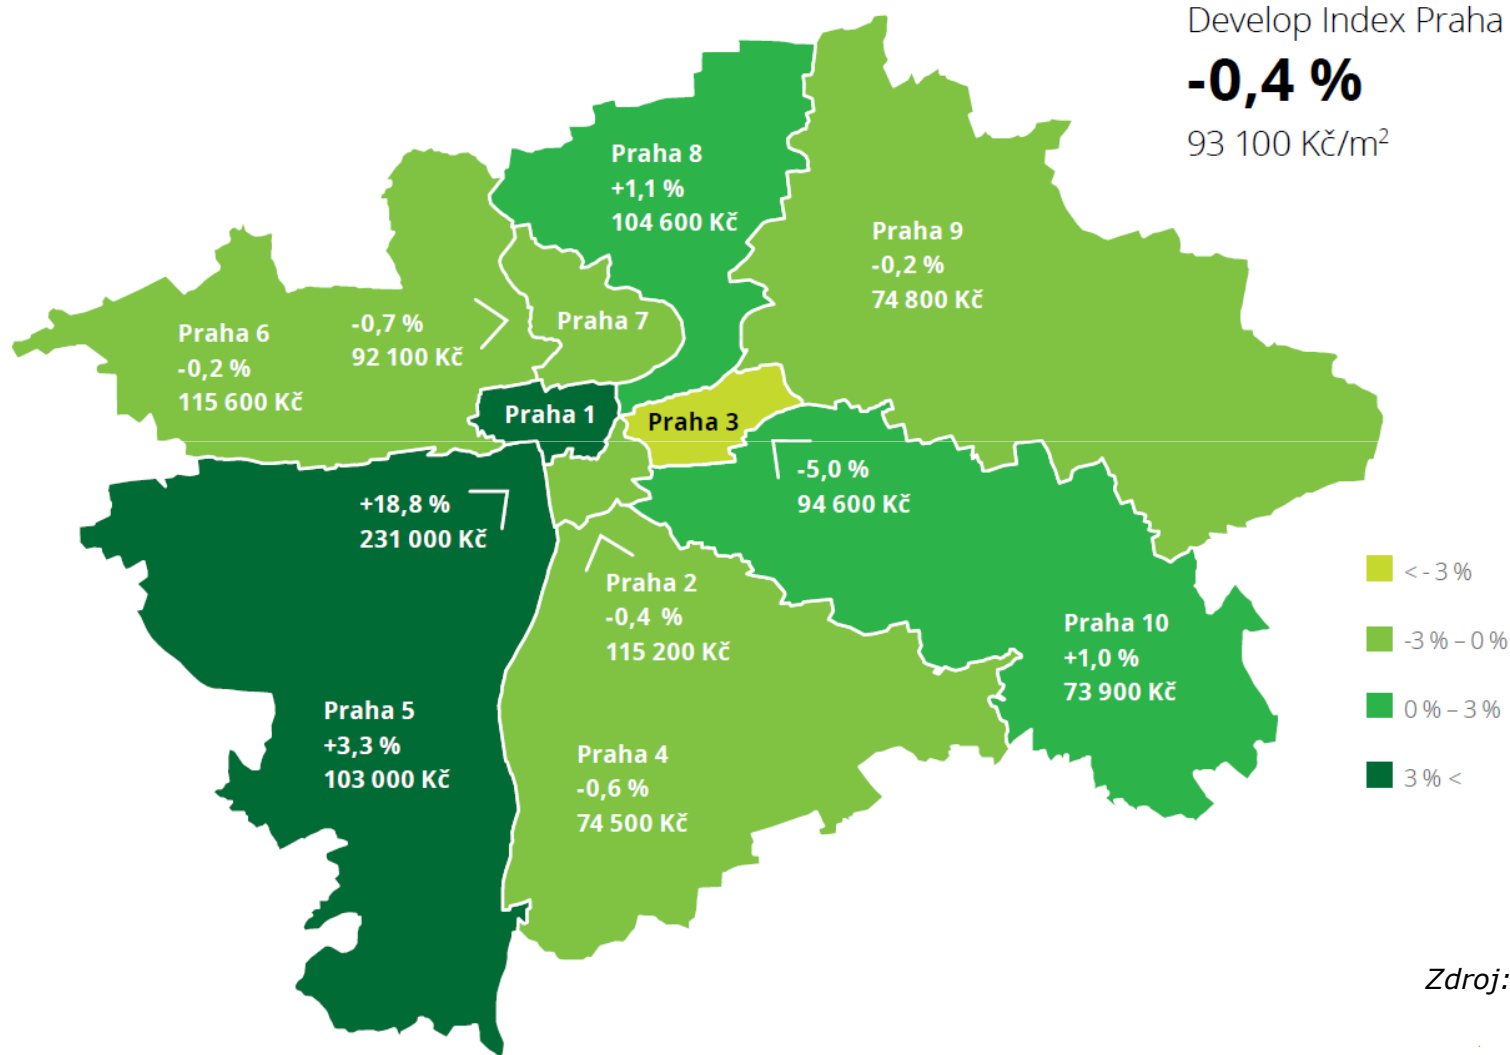 Develop Index Praha
-0,4 %
93 100 Kč/m²
Praha 8
+1,1 %
104 600 Kč
Praha 9
-0,2 %
74 800 Kč
Praha 6
-0,2 %
115 600 Kč
-0,7 %
92 100 Kč
Praha 7
Praha 1
Praha 3
+18,8 %
231 000 Kč
-5,0 %
94 600 Kč
Praha 2
-0,4 %
115 200 Kč
Praha 10
+1,0 %
73 900 Kč
Praha 5
+3,3 %
103 000 Kč
Praha 4
-0,6 %
74 500 Kč
< - 3 %
-3 % – 0 %
0 % – 3 %
3 % <
Zdroj: